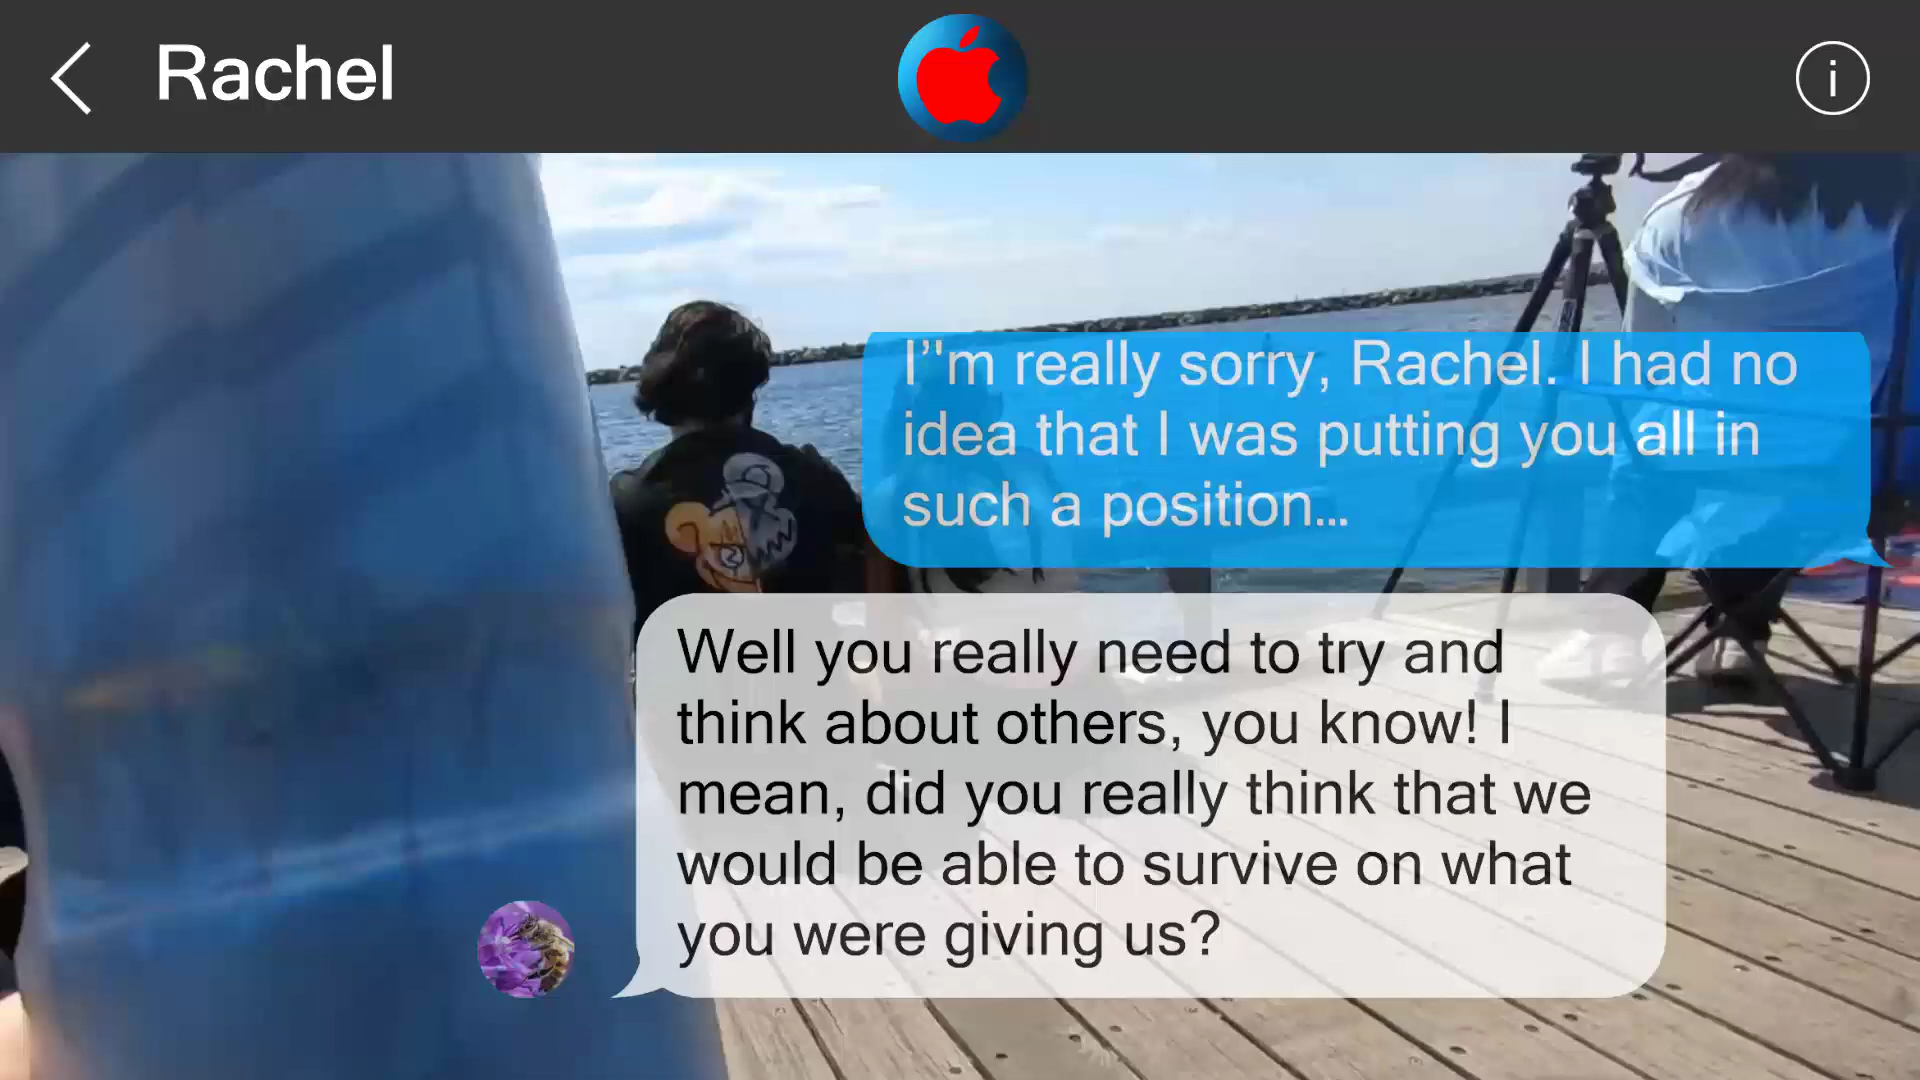 Rachel
i
I’'m really sorry, Rachel. I had no
idea that I was putting you all in
such a position...
Well you really need to try and
think about others, you know! I
mean, did you really think that we
would be able to survive on what
you were giving us?